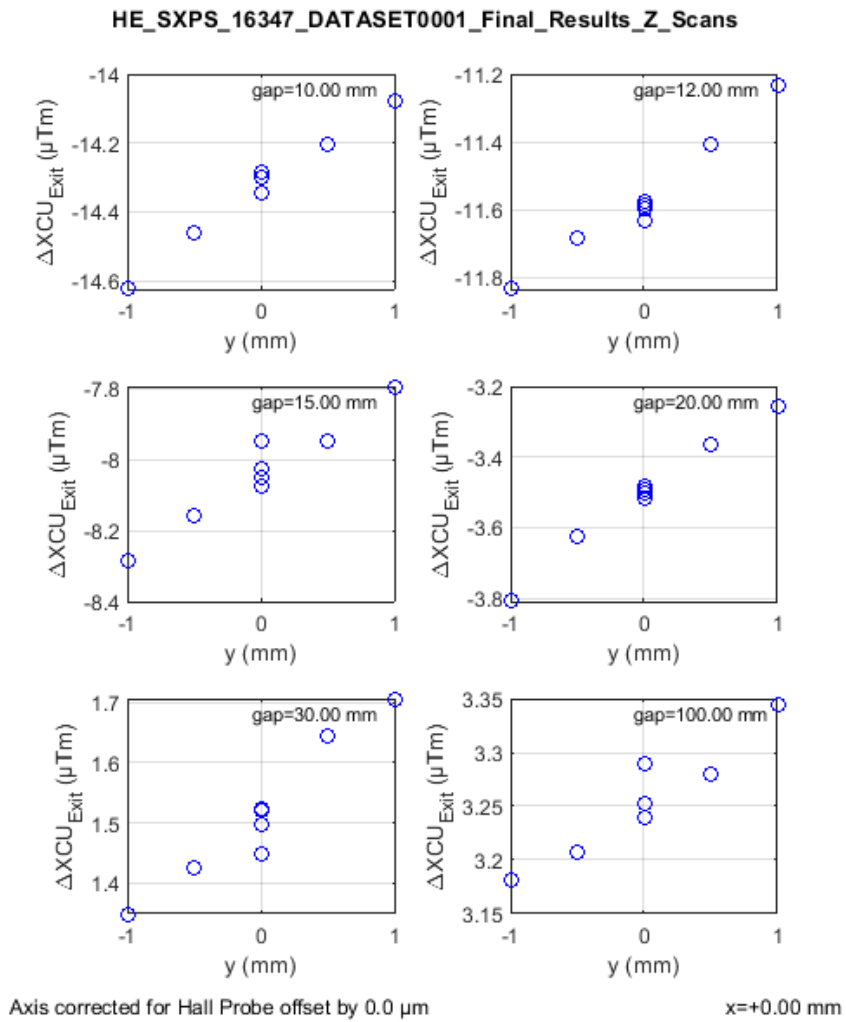 HE_SXPS_16347_DATASET0001_Final_Results_Z_Scans
gap=10.00 mm
-14
-14.2
-14.4
-14.6
ΔXCU_Exit (µTm)
-1 0 1
y (mm)
gap=12.00 mm
-11.2
-11.4
-11.6
-11.8
ΔXCU_Exit (µTm)
-1 0 1
y (mm)
gap=15.00 mm
-7.8
-8
-8.2
-8.4
ΔXCU_Exit (µTm)
-1 0 1
y (mm)
gap=20.00 mm
-3.2
-3.4
-3.6
-3.8
ΔXCU_Exit (µTm)
-1 0 1
y (mm)
gap=30.00 mm
1.7
1.6
1.5
1.4
ΔXCU_Exit (µTm)
-1 0 1
y (mm)
gap=100.00 mm
3.35
3.3
3.25
3.2
3.15
ΔXCU_Exit (µTm)
-1 0 1
y (mm)
Axis corrected for Hall Probe offset by 0.0 µm
x=+0.00 mm